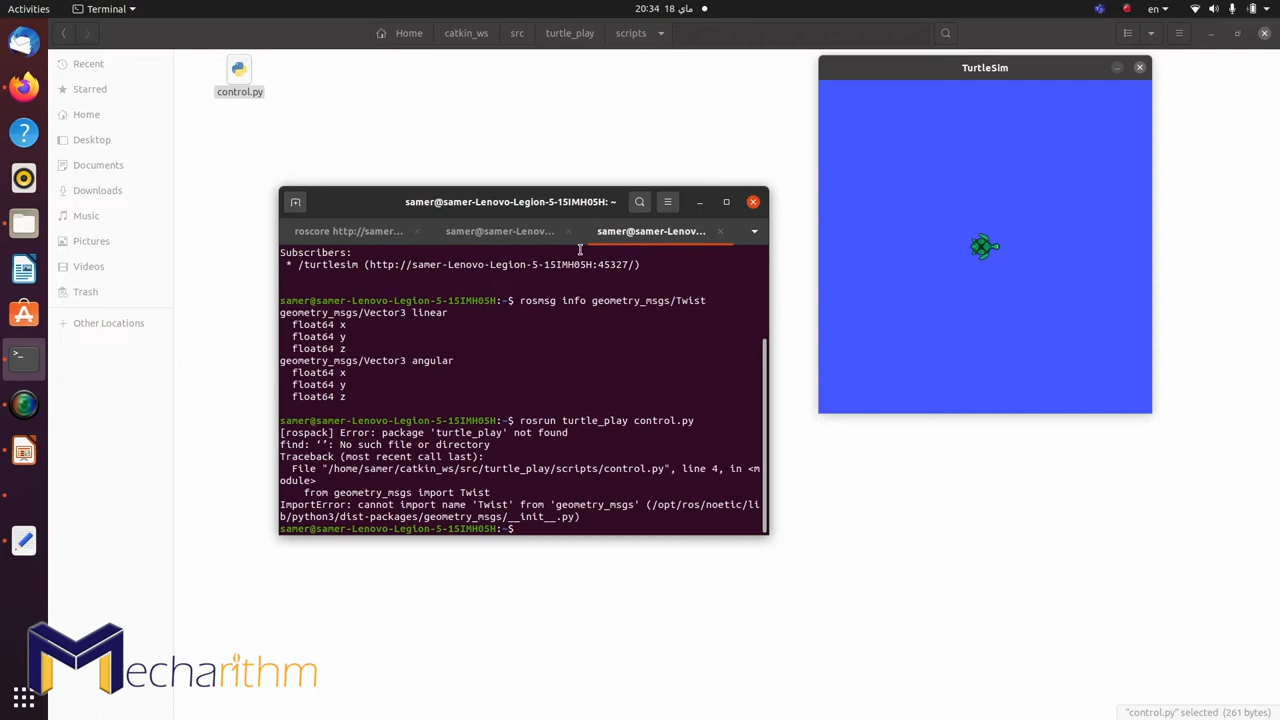 Activities
Terminal
20:34 18 ماي
en
Home
catkin_ws
src
turtle_play
scripts
Recent
Starred
Home
Desktop
Documents
Downloads
Music
Pictures
Videos
Trash
Other Locations
control.py
TurtleSim
samer@samer-Lenovo-Legion-5-15IMH05H: ~
roscore http://samer...
samer@samer-Lenov...
samer@samer-Lenov...
Subscribers:
* /turtlesim (http://samer-Lenovo-Legion-5-15IMH05H:45327/)
samer@samer-Lenovo-Legion-5-15IMH05H:~$ rosmsg info geometry_msgs/Twist
geometry_msgs/Vector3 linear
float64 x
float64 y
float64 z
geometry_msgs/Vector3 angular
float64 x
float64 y
float64 z
samer@samer-Lenovo-Legion-5-15IMH05H:~$ rosrun turtle_play control.py
[rospack] Error: package 'turtle_play' not found
find: ‘’: No such file or directory
Traceback (most recent call last):
File "/home/samer/catkin_ws/src/turtle_play/scripts/control.py", line 4, in <m
odule>
from geometry_msgs import Twist
ImportError: cannot import name 'Twist' from 'geometry_msgs' (/opt/ros/noetic/li
b/python3/dist-packages/geometry_msgs/__init__.py)
samer@samer-Lenovo-Legion-5-15IMH05H:~$
Mecharithm
"control.py" selected (261 bytes)